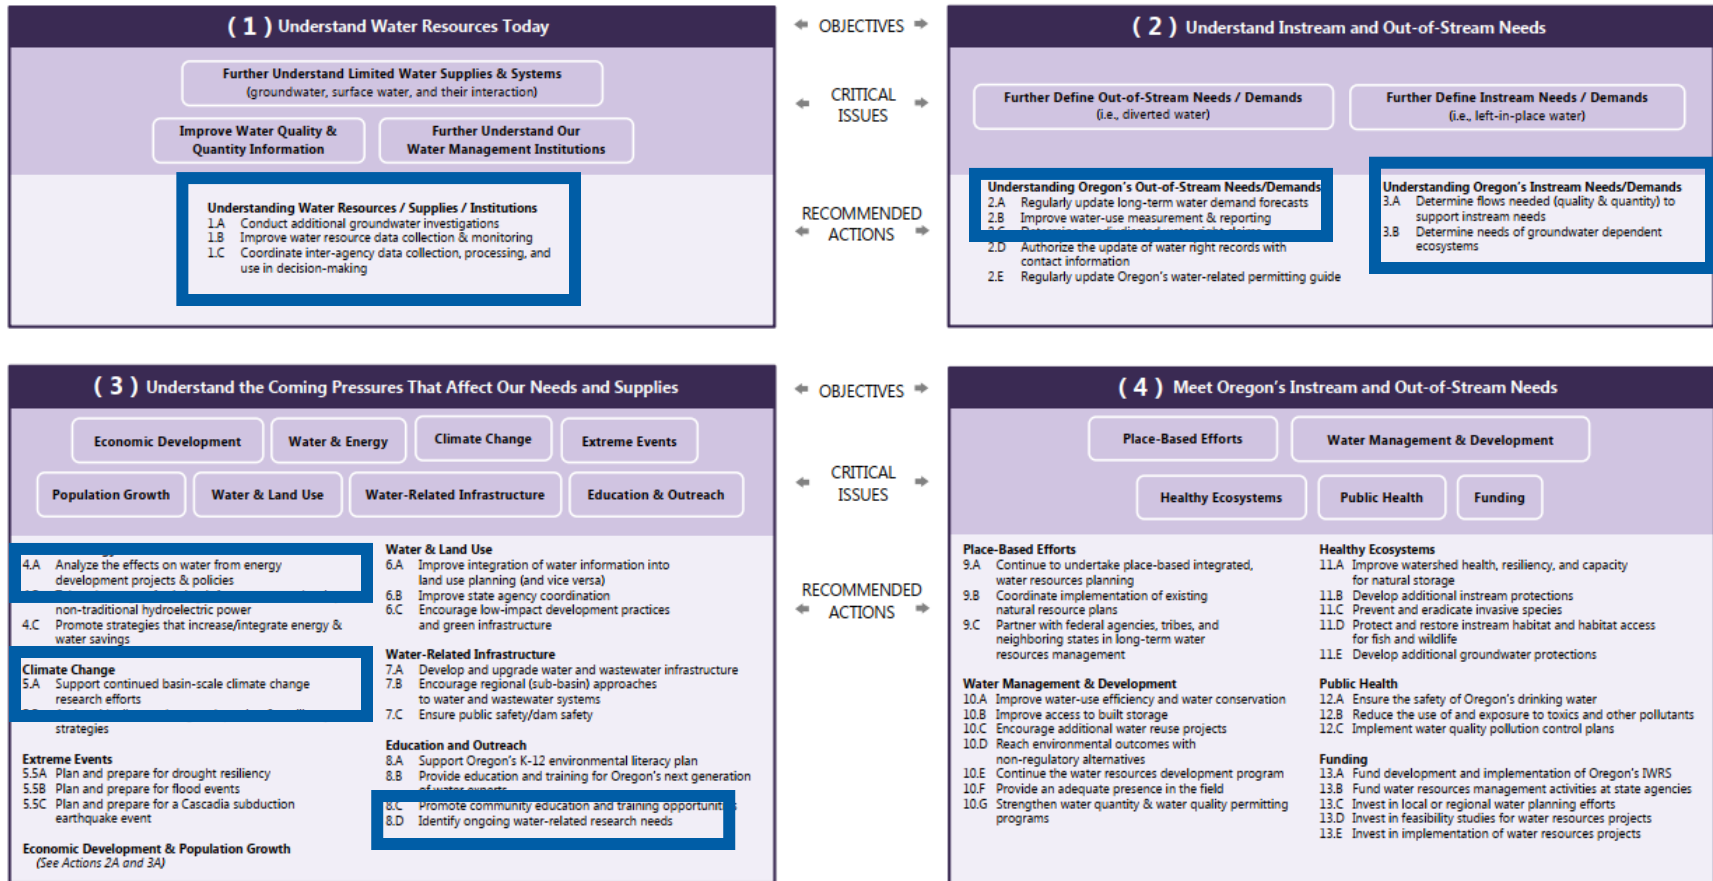 ( 1 ) Understand Water Resources Today
Further Understand Limited Water Supplies & Systems
(groundwater, surface water, and their interaction)
Improve Water Quality &
Quantity Information
Further Understand Our
Water Management Institutions
Understanding Water Resources / Supplies / Institutions
1.A Conduct additional groundwater investigations
1.B Improve water resource data collection & monitoring
1.C Coordinate inter-agency data collection, processing, and
use in decision-making
OBJECTIVES
CRITICAL
ISSUES
RECOMMENDED
ACTIONS
( 2 ) Understand Instream and Out-of-Stream Needs
Further Define Out-of-Stream Needs / Demands
(i.e., diverted water)
Further Define Instream Needs / Demands
(i.e., left-in-place water)
Understanding Oregon's Out-of-Stream Needs/Demands
2.A Regularly update long-term water demand forecasts
2.B Improve water-use measurement & reporting
2.D Authorize the update of water right records with
contact information
2.E Regularly update Oregon's water-related permitting guide
Understanding Oregon's Instream Needs/Demands
3.A Determine flows needed (quality & quantity) to
support instream needs
3.B Determine needs of groundwater dependent
ecosystems
( 3 ) Understand the Coming Pressures That Affect Our Needs and Supplies
Economic Development
Water & Energy
Climate Change
Extreme Events
Population Growth
Water & Land Use
Water-Related Infrastructure
Education & Outreach
4.A Analyze the effects on water from energy
development projects & policies
non-traditional hydroelectric power
4.C Promote strategies that increase/integrate energy &
water savings
Climate Change
5.A Support continued basin-scale climate change
research efforts
strategies
Extreme Events
5.5A Plan and prepare for drought resiliency
5.5B Plan and prepare for flood events
5.5C Plan and prepare for a Cascadia subduction
earthquake event
Economic Development & Population Growth
(See Actions 2A and 3A)
Water & Land Use
6.A Improve integration of water information into
land use planning (and vice versa)
6.B Improve state agency coordination
6.C Encourage low-impact development practices
and green infrastructure
Water-Related Infrastructure
7.A Develop and upgrade water and wastewater infrastructure
7.B Encourage regional (sub-basin) approaches
to water and wastewater systems
7.C Ensure public safety/dam safety
Education and Outreach
8.A Support Oregon's K-12 environmental literacy plan
8.B Provide education and training for Oregon's next generation
of water experts
8.C Promote community education and training opportunities
8.D Identify ongoing water-related research needs
OBJECTIVES
CRITICAL
ISSUES
RECOMMENDED
ACTIONS
( 4 ) Meet Oregon's Instream and Out-of-Stream Needs
Place-Based Efforts
Water Management & Development
Healthy Ecosystems
Public Health
Funding
Place-Based Efforts
9.A Continue to undertake place-based integrated,
water resources planning
9.B Coordinate implementation of existing
natural resource plans
9.C Partner with federal agencies, tribes, and
neighboring states in long-term water
resources management
Water Management & Development
10.A Improve water-use efficiency and water conservation
10.B Improve access to built storage
10.C Encourage additional water reuse projects
10.D Reach environmental outcomes with
non-regulatory alternatives
10.E Continue the water resources development program
10.F Provide an adequate presence in the field
10.G Strengthen water quantity & water quality permitting
programs
Healthy Ecosystems
11.A Improve watershed health, resiliency, and capacity
for natural storage
11.B Develop additional instream protections
11.C Prevent and eradicate invasive species
11.D Protect and restore instream habitat and habitat access
for fish and wildlife
11.E Develop additional groundwater protections
Public Health
12.A Ensure the safety of Oregon's drinking water
12.B Reduce the use of and exposure to toxics and other pollutants
12.C Implement water quality pollution control plans
Funding
13.A Fund development and implementation of Oregon's IWRS
13.B Fund water resources management activities at state agencies
13.C Invest in local or regional water planning efforts
13.D Invest in feasibility studies for water resources projects
13.E Invest in implementation of water resources projects